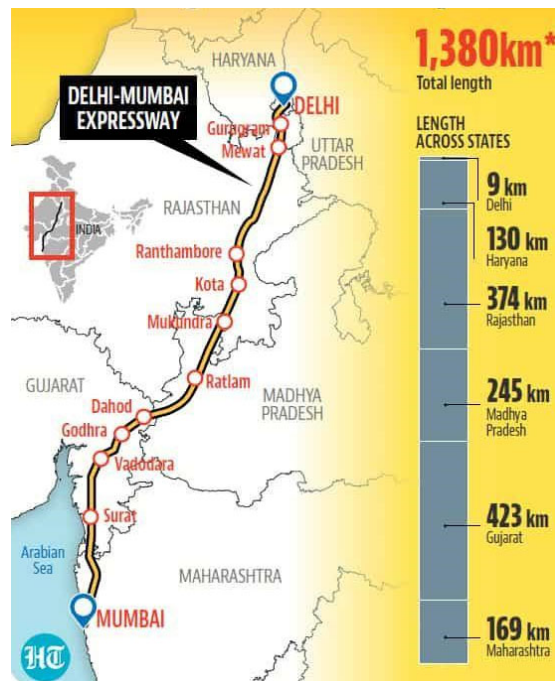 HARYANA
DELHI-MUMBAI
EXPRESSWAY
DELHI
Gurugram
Mewat
UTTAR
PRADESH
RAJASTHAN
INDIA
Ranthambore
Kota
Mukundra
Ratlam
GUJARAT
MADHYA
PRADESH
Dahod
Godhra
Vadodara
Surat
Arabian
Sea
MAHARASHTRA
MUMBAI
HT
1,380km*
Total length
LENGTH
ACROSS STATES
9 km
Delhi
130 km
Haryana
374 km
Rajasthan
245 km
Madhya
Pradesh
423 km
Gujarat
169 km
Maharashtra